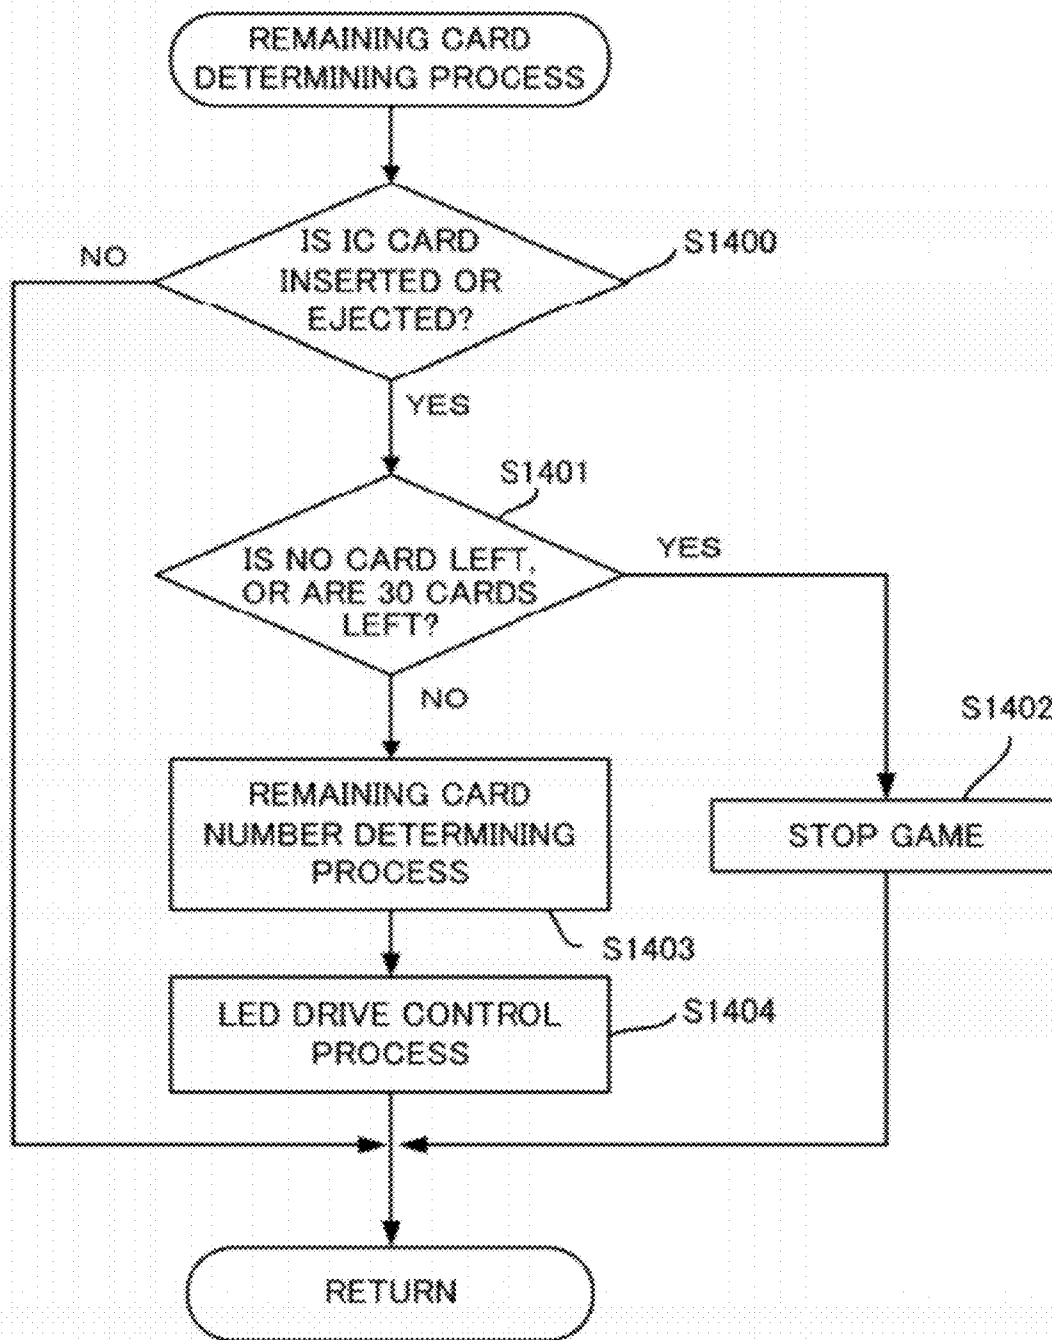 REMAINING CARD
DETERMINING PROCESS
IS IC CARD
INSERTED OR
EJECTED?
S1400
NO
YES
S1401
IS NO CARD LEFT,
OR ARE 30 CARDS
LEFT?
YES
NO
S1402
STOP GAME
REMAINING CARD
NUMBER DETERMINING
PROCESS
S1403
LED DRIVE CONTROL
PROCESS
S1404
RETURN